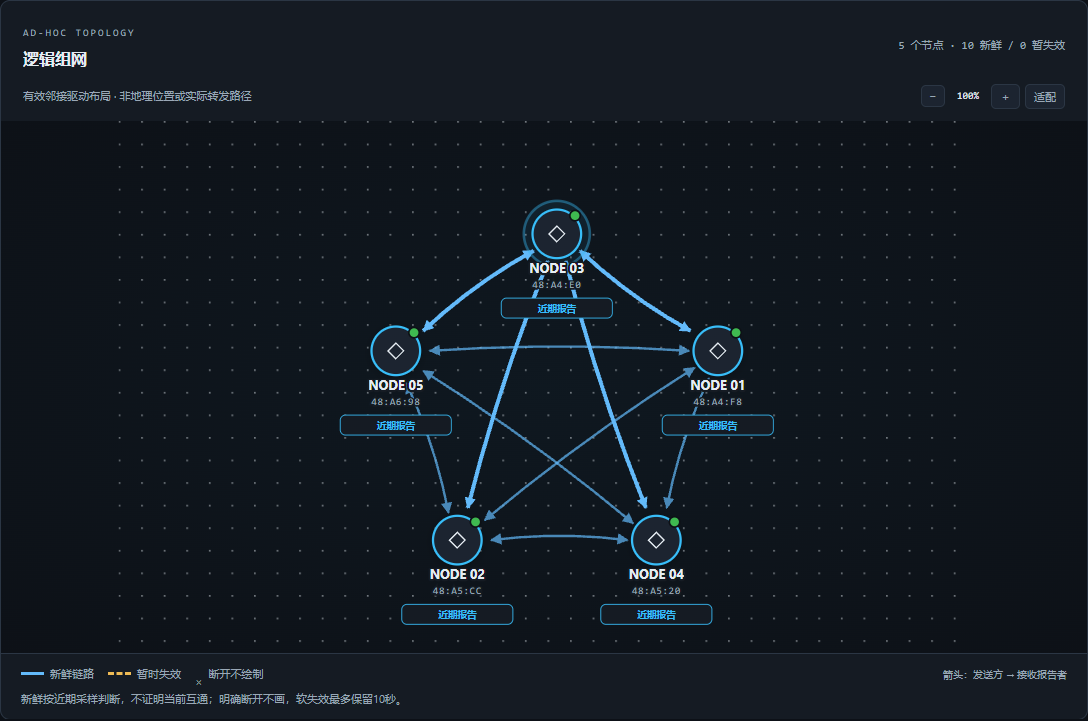 AD-HOC TOPOLOGY
逻辑组网
5 个节点 · 10 新鲜 / 0 暂失效
有效邻接驱动布局 · 非地理位置或实际转发路径
− 100% + 适配
NODE 03
48:A4:E0
近期报告
NODE 05
48:A6:98
近期报告
NODE 01
48:A4:F8
近期报告
NODE 02
48:A5:CC
近期报告
NODE 04
48:A5:20
近期报告
新鲜链路 暂时失效 × 断开不绘制
箭头：发送方 → 接收报告者
新鲜按近期采样判断，不证明当前互通；明确断开不画，软失效最多保留10秒。